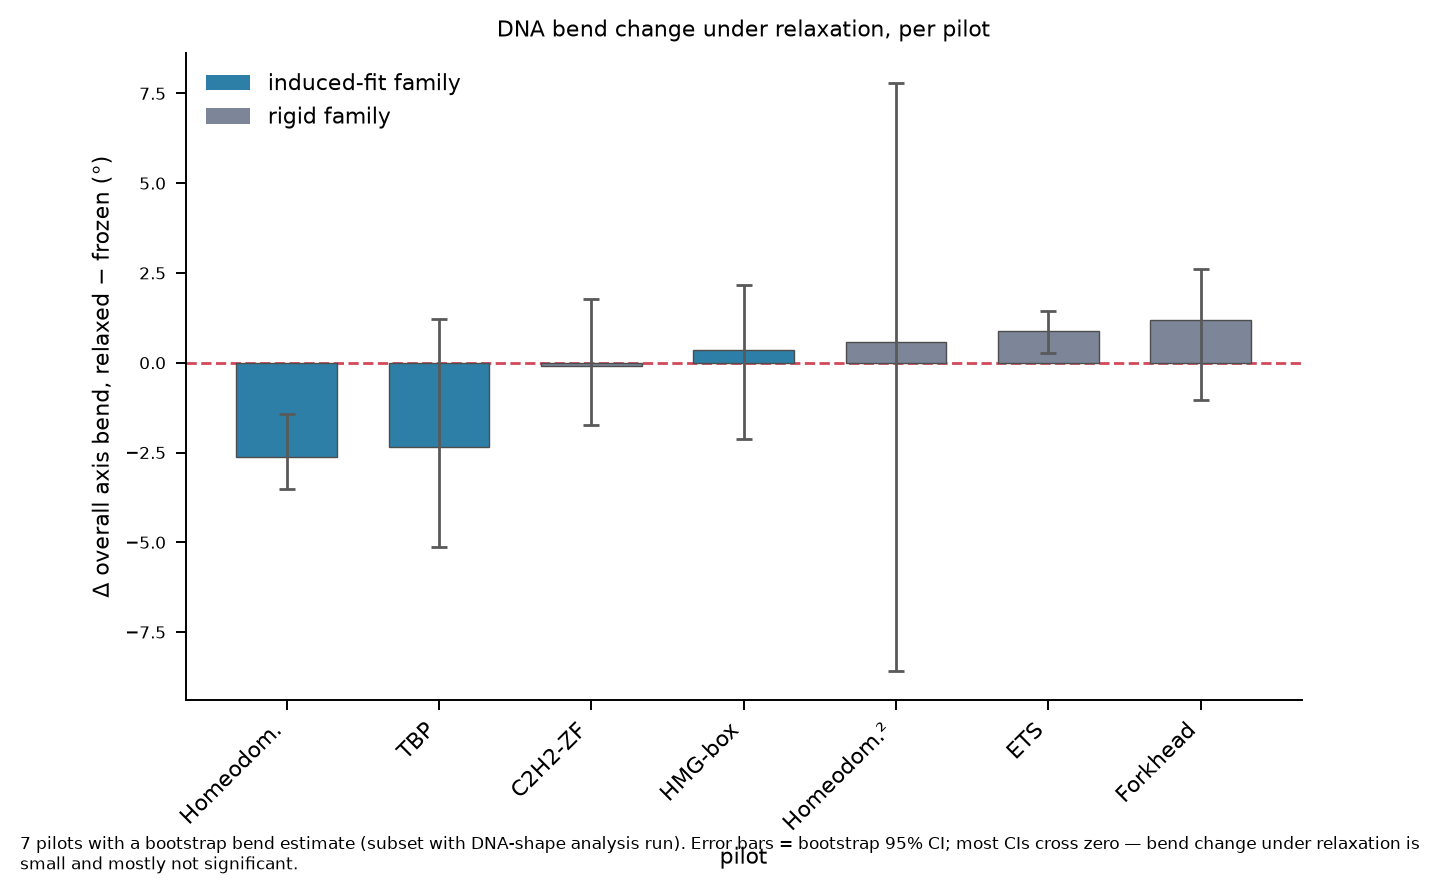 DNA bend change under relaxation, per pilot
induced-fit family
rigid family
Δ overall axis bend, relaxed − frozen (°)
7.5
5.0
2.5
0.0
−2.5
−5.0
−7.5
Homeodom.
TBP
C2H2-ZF
HMG-box
Homeodom.²
ETS
Forkhead
pilot
7 pilots with a bootstrap bend estimate (subset with DNA-shape analysis run). Error bars = bootstrap 95% CI; most CIs cross zero — bend change under relaxation is
small and mostly not significant.